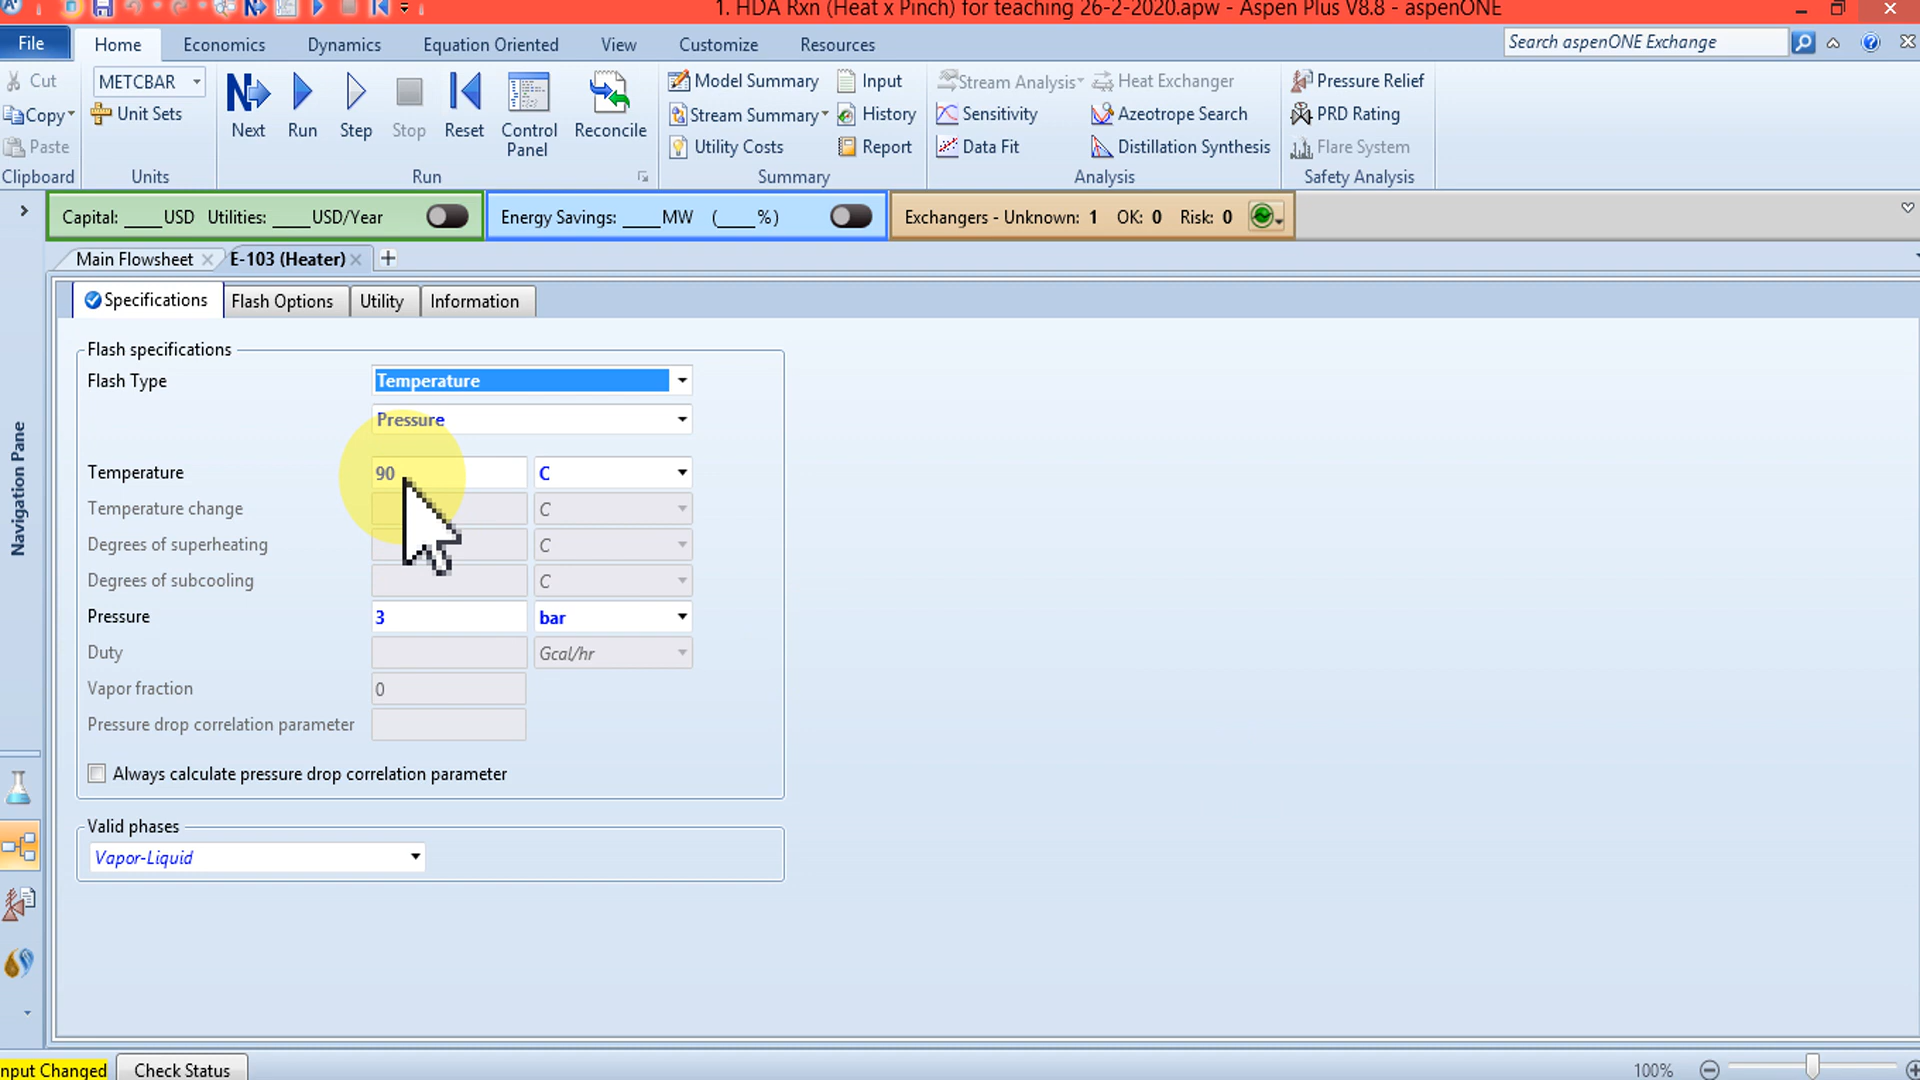 1. HDA Rxn (Heat x Pinch) for teaching 26-2-2020.apw - Aspen Plus V8.8 - aspenONE
File Home Economics Dynamics Equation Oriented View Customize Resources Search aspenONE Exchange
Cut METCBAR Model Summary Input Stream Analysis Heat Exchanger Pressure Relief
Copy Unit Sets Stream Summary History Sensitivity Azeotrope Search PRD Rating
Next Run Step Stop Reset Control Panel Reconcile
Paste Utility Costs Report Data Fit Distillation Synthesis Flare System
Clipboard Units Run Summary Analysis Safety Analysis
Capital: ____USD Utilities: ____USD/Year Energy Savings: ____MW (____%) Exchangers - Unknown: 1 OK: 0 Risk: 0
Main Flowsheet E-103 (Heater)
Specifications Flash Options Utility Information
Flash specifications
Flash Type Temperature
Pressure
Temperature 90 C
Temperature change C
Degrees of superheating C
Degrees of subcooling C
Pressure 3 bar
Duty Gcal/hr
Vapor fraction 0
Pressure drop correlation parameter
Always calculate pressure drop correlation parameter
Valid phases
Vapor-Liquid
Navigation Pane
nput Changed Check Status 100%